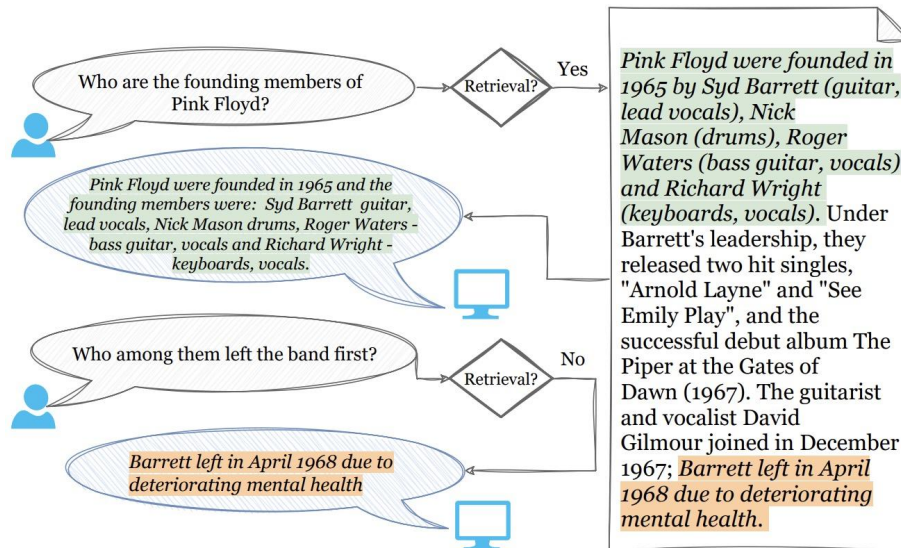 Who are the founding members of
Pink Floyd?
Retrieval?
Yes
Pink Floyd were founded in 1965 and the
founding members were: Syd Barrett guitar,
lead vocals, Nick Mason drums, Roger Waters -
bass guitar, vocals and Richard Wright -
keyboards, vocals.
Who among them left the band first?
Retrieval?
No
Barrett left in April 1968 due to
deteriorating mental health
Pink Floyd were founded in
1965 by Syd Barrett (guitar,
lead vocals), Nick
Mason (drums), Roger
Waters (bass guitar, vocals)
and Richard Wright
(keyboards, vocals). Under
Barrett's leadership, they
released two hit singles,
"Arnold Layne" and "See
Emily Play", and the
successful debut album The
Piper at the Gates of
Dawn (1967). The guitarist
and vocalist David
Gilmour joined in December
1967; Barrett left in April
1968 due to deteriorating
mental health.